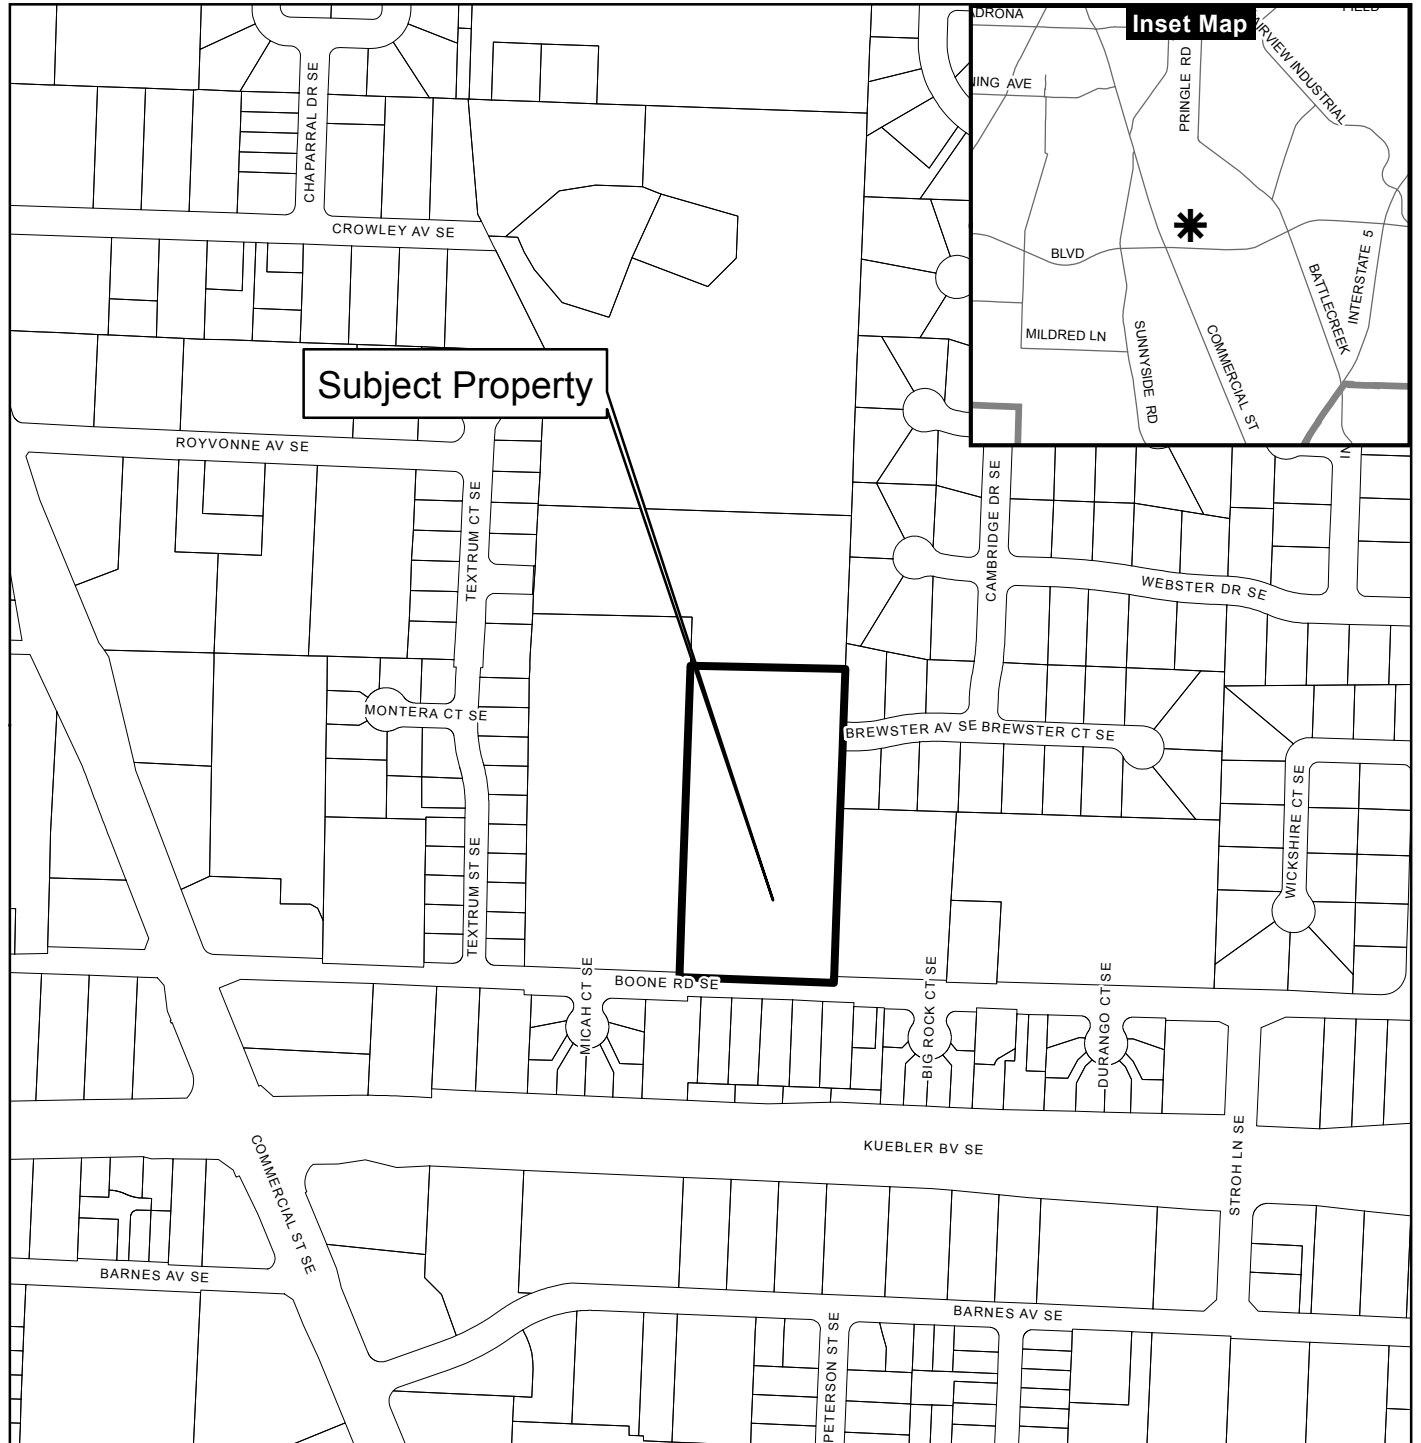 Inset Map
NING AVE
PRINGLE RD
BLVD
MILDRED LN
SUNNYSIDE RD
COMMERCIAL ST
BATTLECREEK
INTERSTATE 5
CHAPARRAL DR SE
CROWLEY AV SE
Subject Property
ROYVONNE AV SE
TEXTRUM CT SE
CAMBRIDGE DR SE
WEBSTER DR SE
MONTERA CT SE
BREWSTER AV SE
BREWSTER CT SE
WICKSHIRE CT SE
TEXTRUM ST SE
BOONE RD SE
MICAH CT SE
BIG ROCK CT SE
DURANGO CT SE
KUEBLER BV SE
STROH LN SE
COMMERCIAL ST SE
BARNES AV SE
BARNES AV SE
PETERSON ST SE